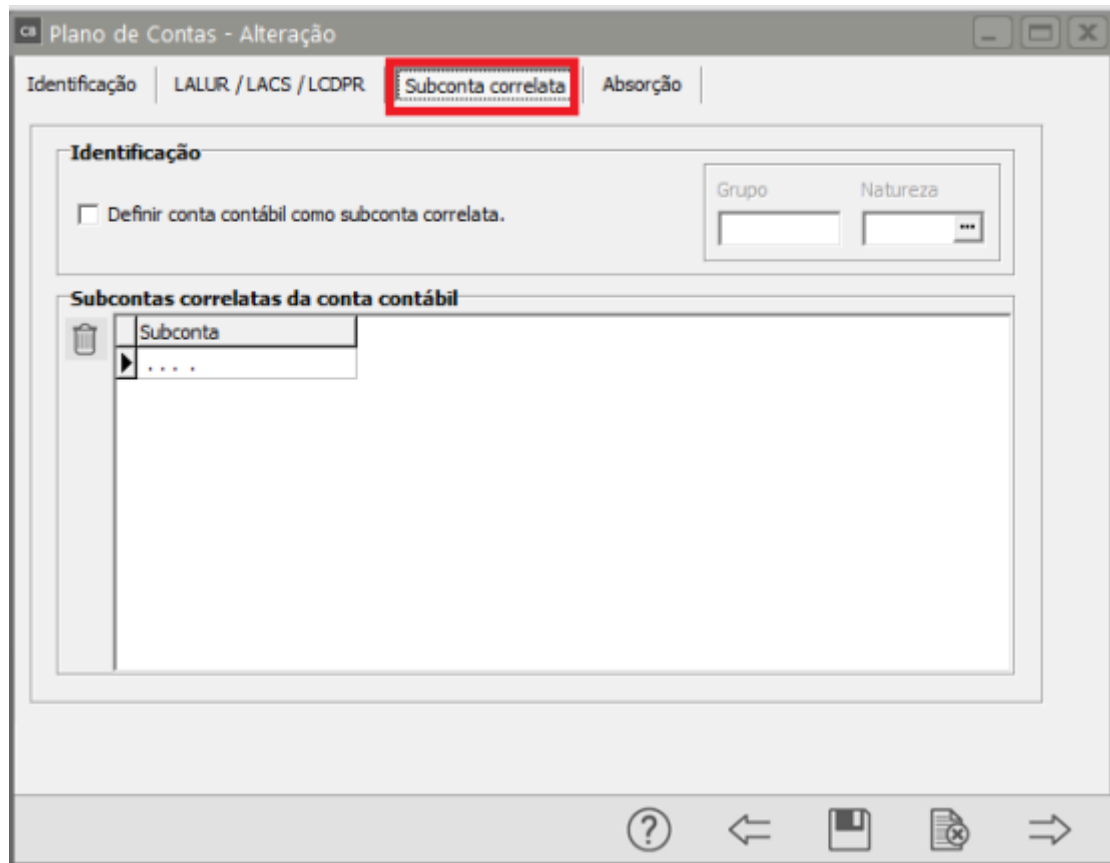 CB Plano de Contas - Alteração
Identificação LALUR / LACS / LCDPR Subconta correlata Absorção
Identificação
Grupo Natureza
Definir conta contábil como subconta correlata.
...
Subcontas correlatas da conta contábil
Subconta
. . . .
?